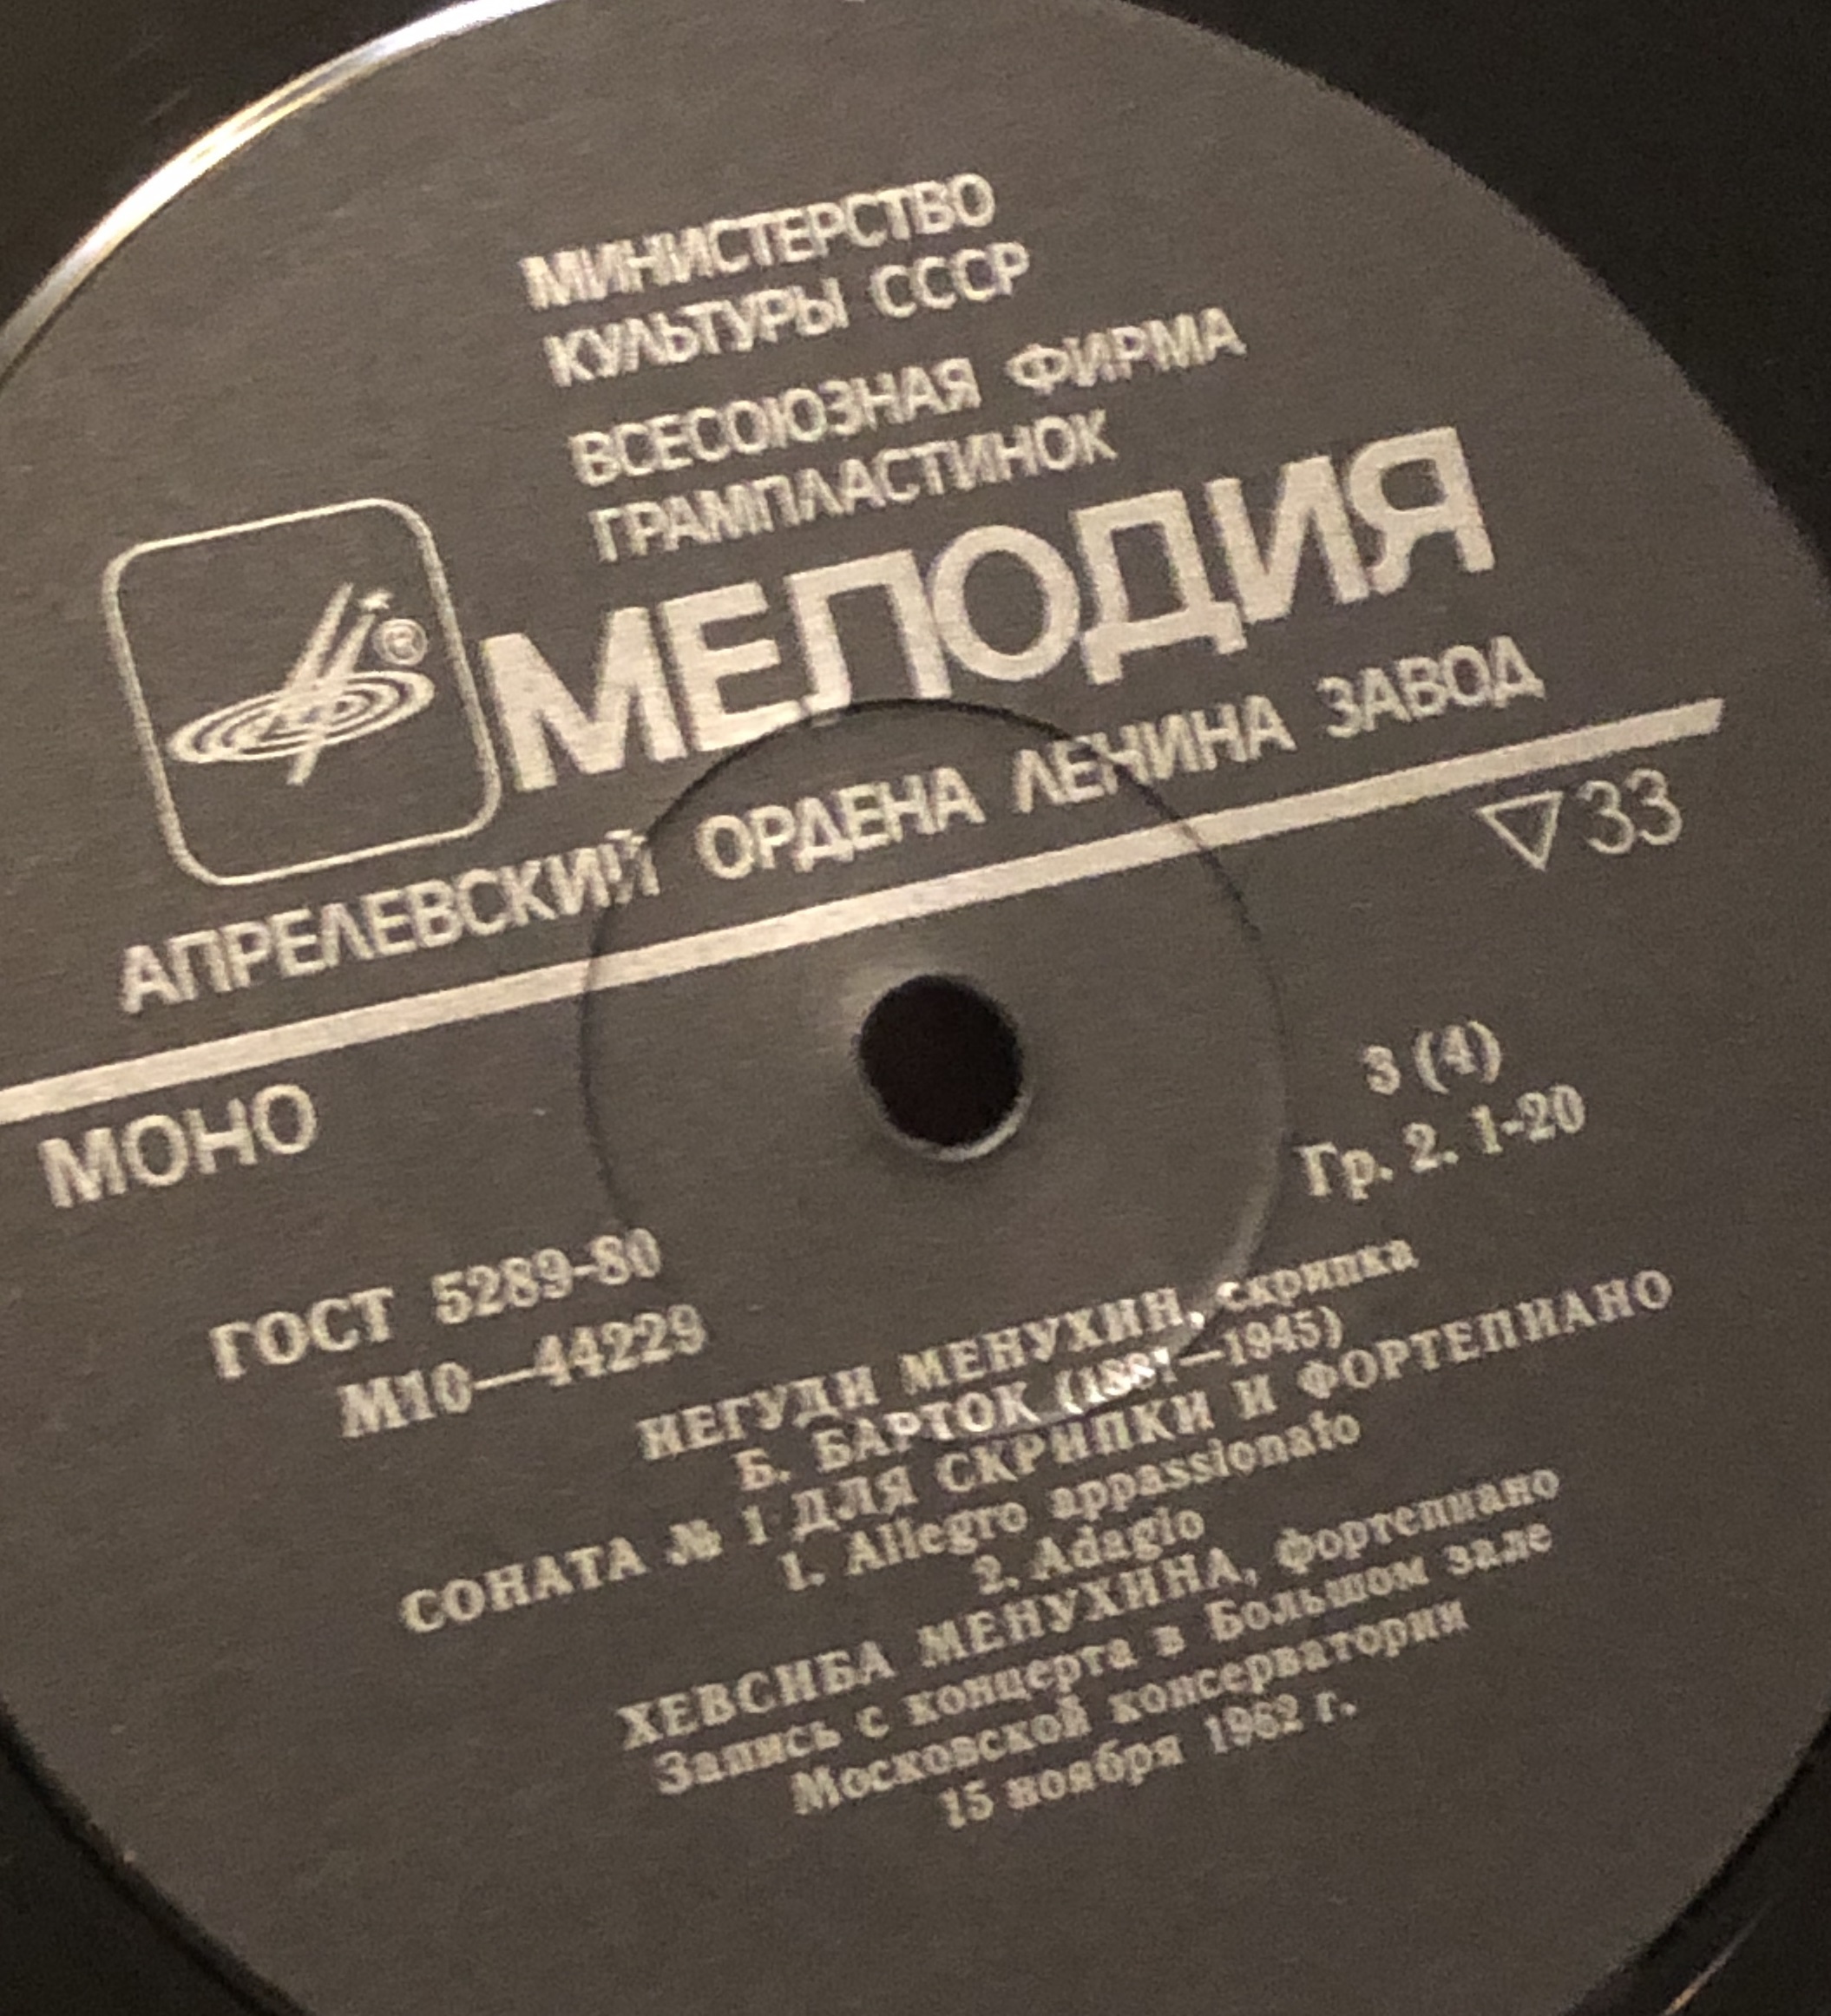 МИНИСТЕРСТВО
КУЛЬТУРЫ СССР
ВСЕСОЮЗНАЯ ФИРМА
ГРАМПЛАСТИНОК
®
МЕЛОДИЯ
АПРЕЛЕВСКИЙ ОРДЕНА ЛЕНИНА ЗАВОД
▽33
МОНО
3 (4)
Гр. 2. 1-20
ГОСТ 5289-80
М10—44229
ИЕГУДИ МЕНУХИН, скрипка
Б. БАРТОК (1881—1945)
СОНАТА № 1 ДЛЯ СКРИПКИ И ФОРТЕПИАНО
1. Allegro appassionato
2. Adagio
ХЕВСИБА МЕНУХИНА, фортепиано
Запись с концерта в Большом зале
Московской консерватории
15 ноября 1962 г.